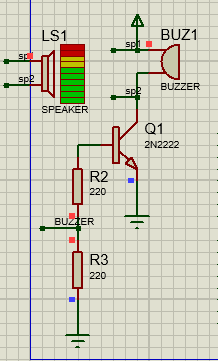 LS1
BUZ1
sp1
sp1
sp2
SPEAKER
BUZZER
sp2
Q1
2N2222
R2
220
BUZZER
R3
220